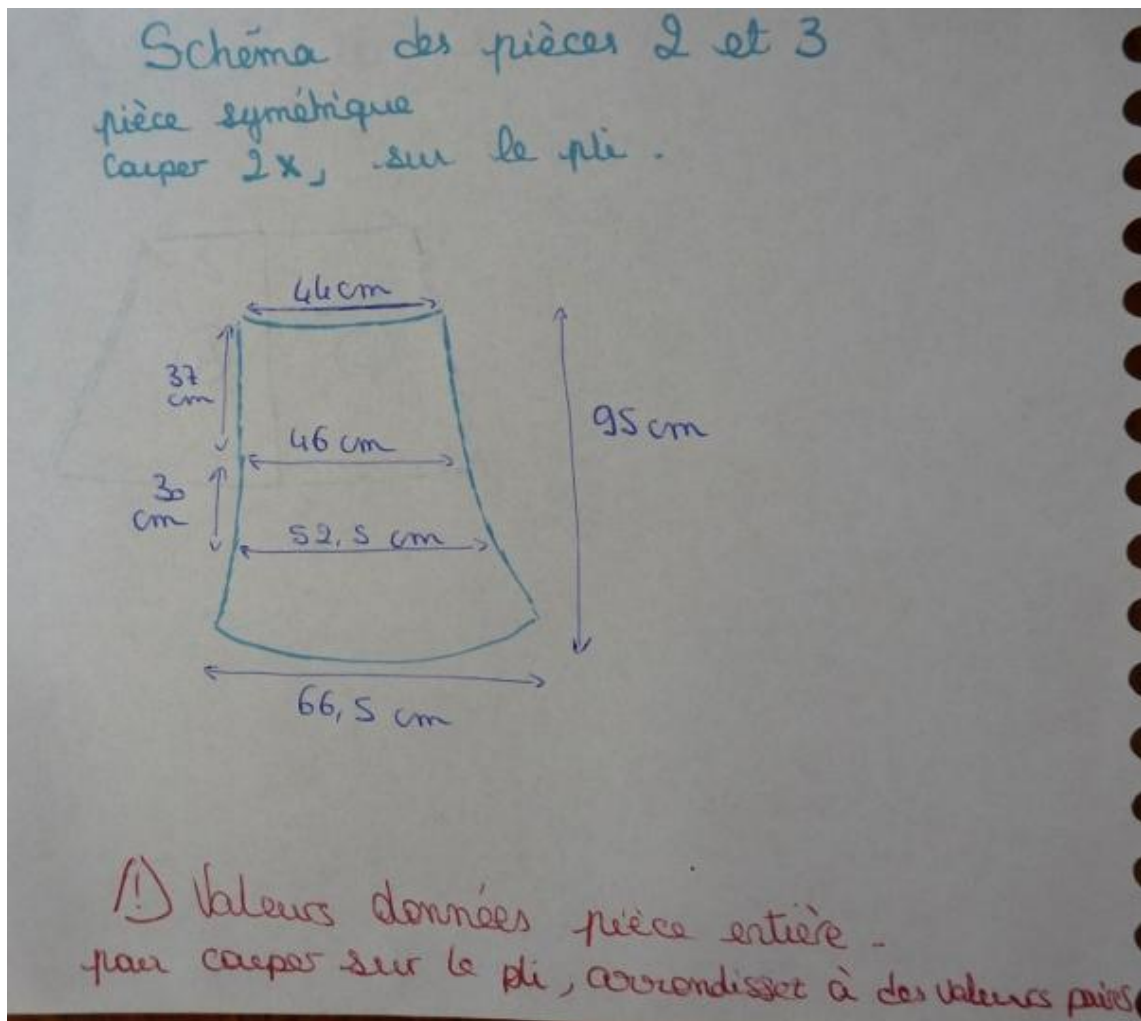 Schéma des pièces 2 et 3
pièce symétrique
Couper 2x, sur le pli.
44 cm
37
cm
46 cm
95 cm
30
cm
52,5 cm
66,5 cm
⚠ Valeurs données pièce entière.
pour couper sur le pli, arrondisset à des valeurs paires